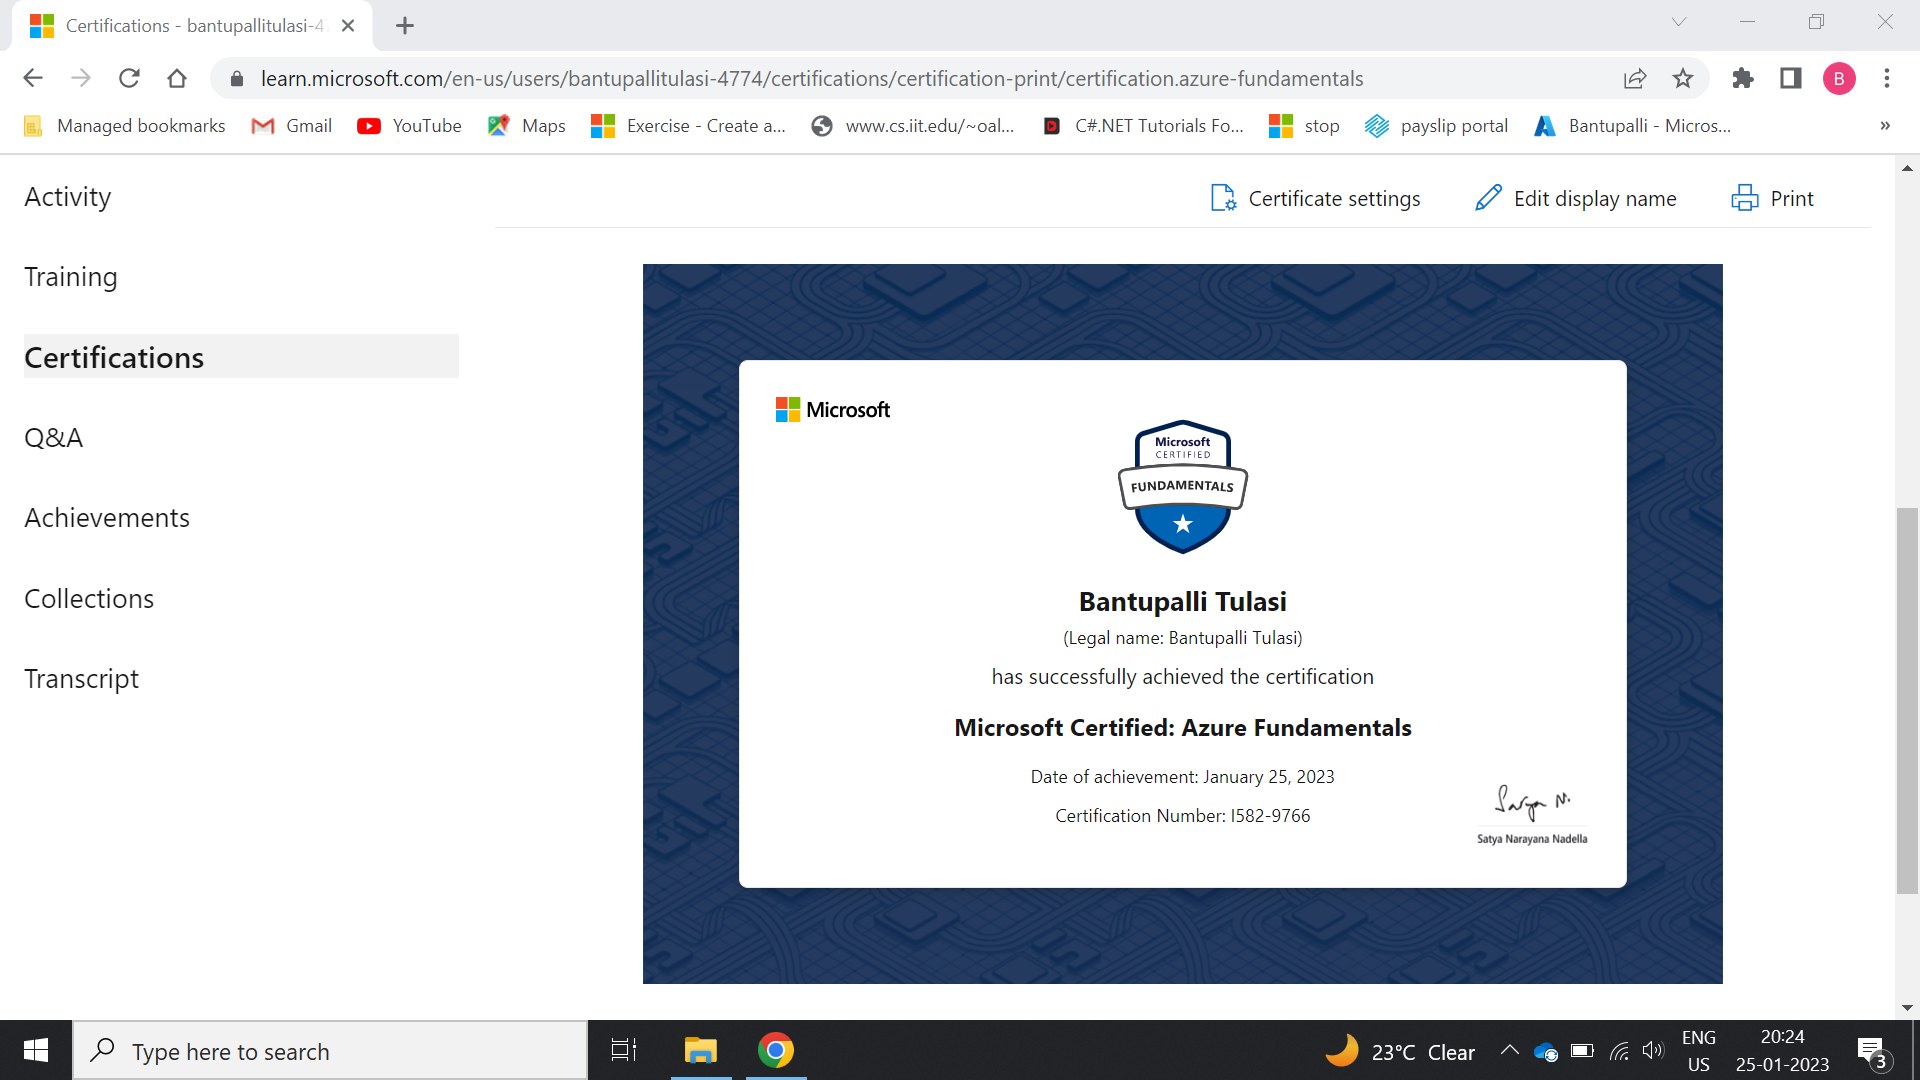 Certifications - bantupallitulasi-47
learn.microsoft.com/en-us/users/bantupallitulasi-4774/certifications/certification-print/certification.azure-fundamentals
B
Managed bookmarks
Gmail
YouTube
Maps
Exercise - Create a...
www.cs.iit.edu/~oal...
C#.NET Tutorials Fo...
stop
payslip portal
Bantupalli - Micros...
»
Activity
Training
Certifications
Q&A
Achievements
Collections
Transcript
Certificate settings
Edit display name
Print
Microsoft
Microsoft
CERTIFIED
FUNDAMENTALS
Bantupalli Tulasi
(Legal name: Bantupalli Tulasi)
has successfully achieved the certification
Microsoft Certified: Azure Fundamentals
Date of achievement: January 25, 2023
Certification Number: I582-9766
Satya N.
Satya Narayana Nadella
Type here to search
23°C Clear
ENG
US
20:24
25-01-2023
3